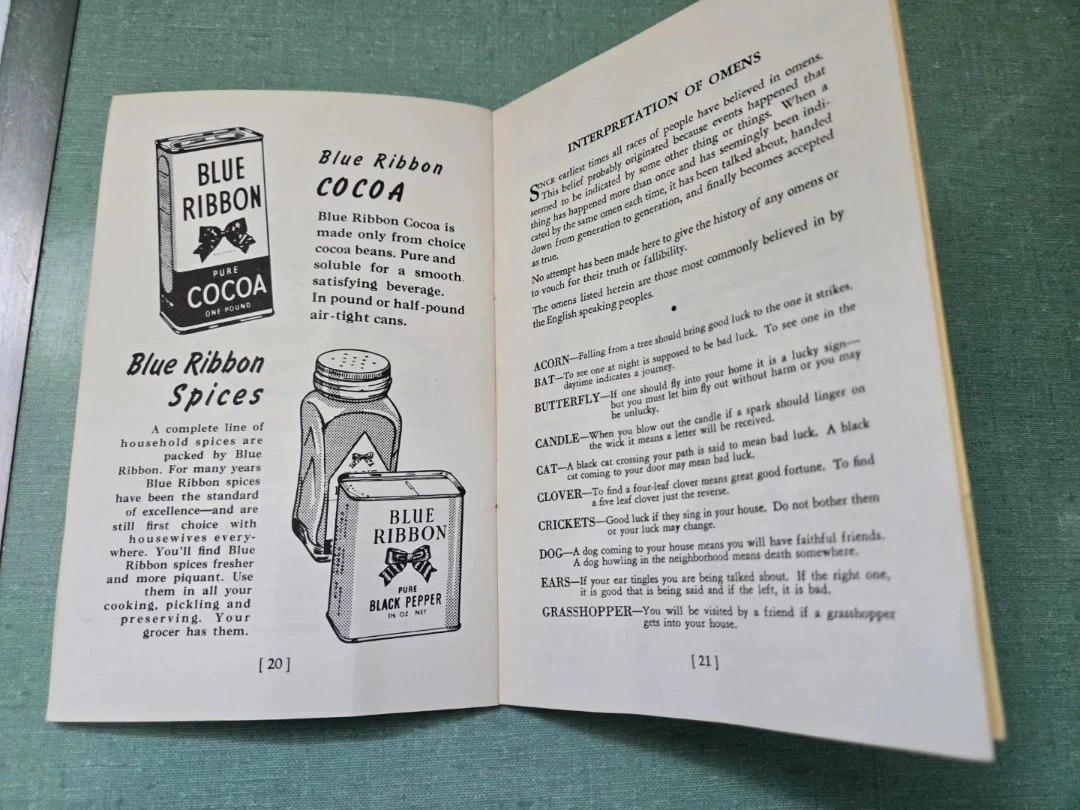 BLUE
RIBBON
PURE
COCOA
ONE POUND
Blue Ribbon
COCOA
Blue Ribbon Cocoa is
made only from choice
cocoa beans. Pure and
soluble for a smooth,
satisfying beverage.
In pound or half-pound
air-tight cans.
Blue Ribbon
Spices
A complete line of
household spices are
packed by Blue
Ribbon. For many years
Blue Ribbon spices
have been the standard
of excellence—and are
still first choice with
housewives every-
where. You'll find Blue
Ribbon spices fresher
and more piquant. Use
them in all your
cooking, pickling and
preserving. Your
grocer has them.
BLUE
RIBBON
PURE
BLACK PEPPER
OZ NET
[ 20 ]
INTERPRETATION OF OMENS
SINCE earliest times all races of people have believed in omens.
This belief probably originated because events happened that
seemed to be indicated by some other thing or things. When a
thing has happened more than once and has seemingly been indi-
cated by the same omen each time, it has been talked about, handed
down from generation to generation, and finally becomes accepted
as true.
No attempt has been made here to give the history of any omens or
to vouch for their truth or fallibility.
The omens listed herein are those most commonly believed in by
the English speaking peoples.
ACORN—Falling from a tree should bring good luck to the one it strikes.
BAT—To see one at night is supposed to be bad luck. To see one in the
daytime indicates a journey.
BUTTERFLY—If one should fly into your home it is a lucky sign—
but you must let him fly out without harm or you may
be unlucky.
CANDLE—When you blow out the candle if a spark should linger on
the wick it means a letter will be received.
CAT—A black cat crossing your path is said to mean bad luck. A black
cat coming to your door may mean bad luck.
CLOVER—To find a four-leaf clover means great good fortune. To find
a five leaf clover just the reverse.
CRICKETS—Good luck if they sing in your house. Do not bother them
or your luck may change.
DOG—A dog coming to your house means you will have faithful friends.
A dog howling in the neighborhood means death somewhere.
EARS—If your ear tingles you are being talked about. If the right one,
it is good that is being said and if the left, it is bad.
GRASSHOPPER—You will be visited by a friend if a grasshopper
gets into your house.
[ 21 ]